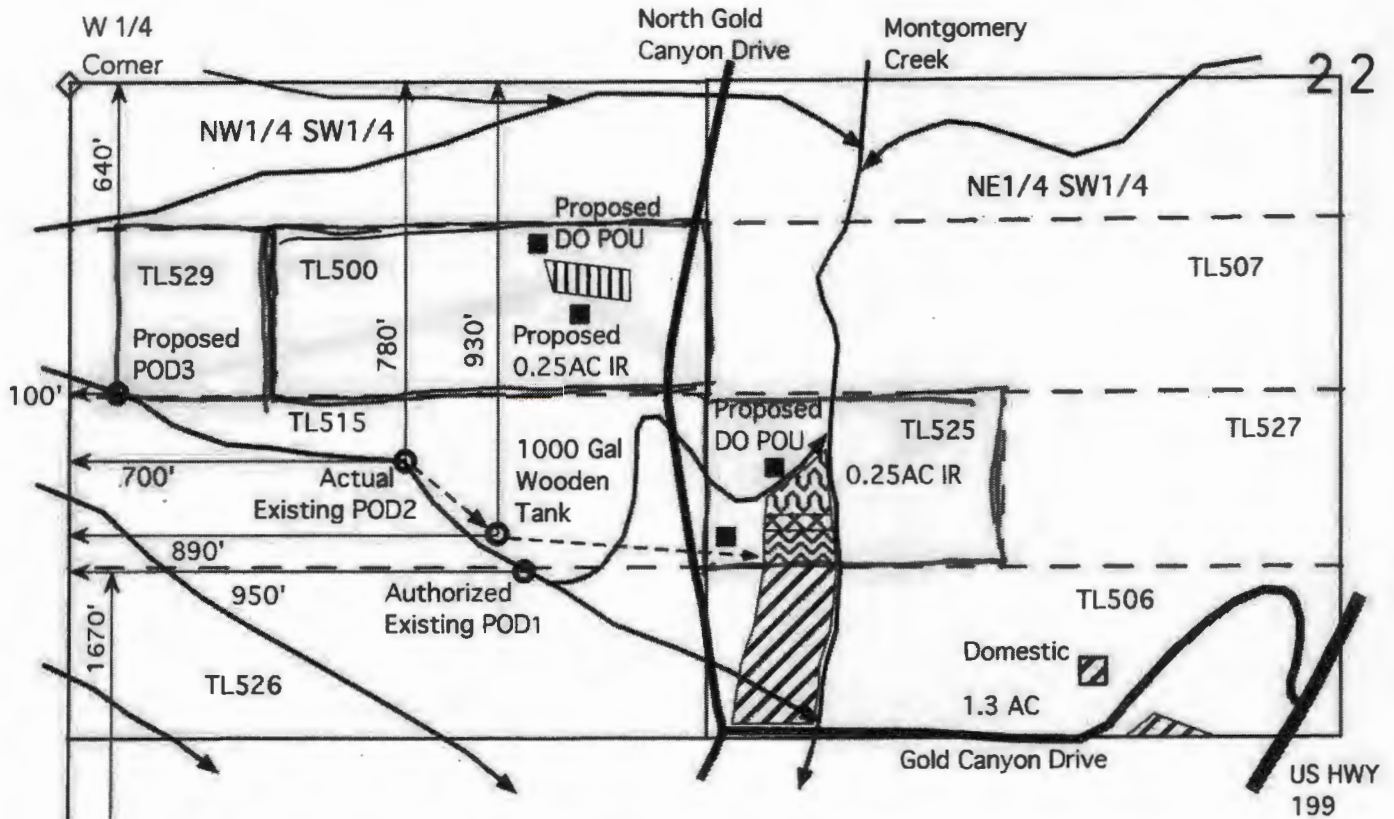 W 1/4
Corner
North Gold
Canyon Drive
Montgomery
Creek
22
NW1/4 SW1/4
640'
NE1/4 SW1/4
Proposed
DO POU
TL529
TL500
TL507
Proposed
POD3
780'
930'
Proposed
0.25AC IR
100'
TL515
Proposed
DO POU
TL525
TL527
1000 Gal
Wooden
Tank
0.25AC IR
700'
Actual
Existing POD2
890'
950'
Authorized
Existing POD1
TL506
1670'
TL526
Domestic
1.3 AC
Gold Canyon Drive
US HWY
199